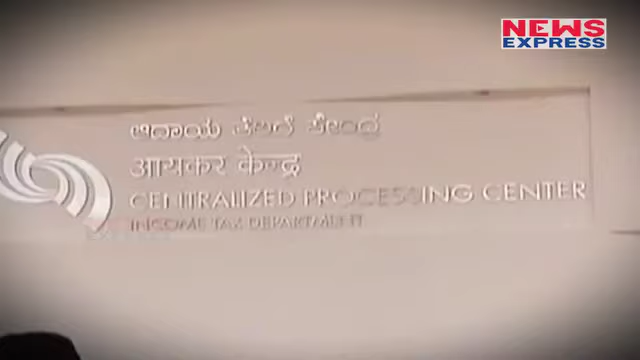 NEWS
EXPRESS
ಆದಾಯ ತೆರಿಗೆ ಕೇಂದ್ರ
आयकर केन्द्र
CENTRALIZED PROCESSING CENTER
INCOME TAX DEPARTMENT